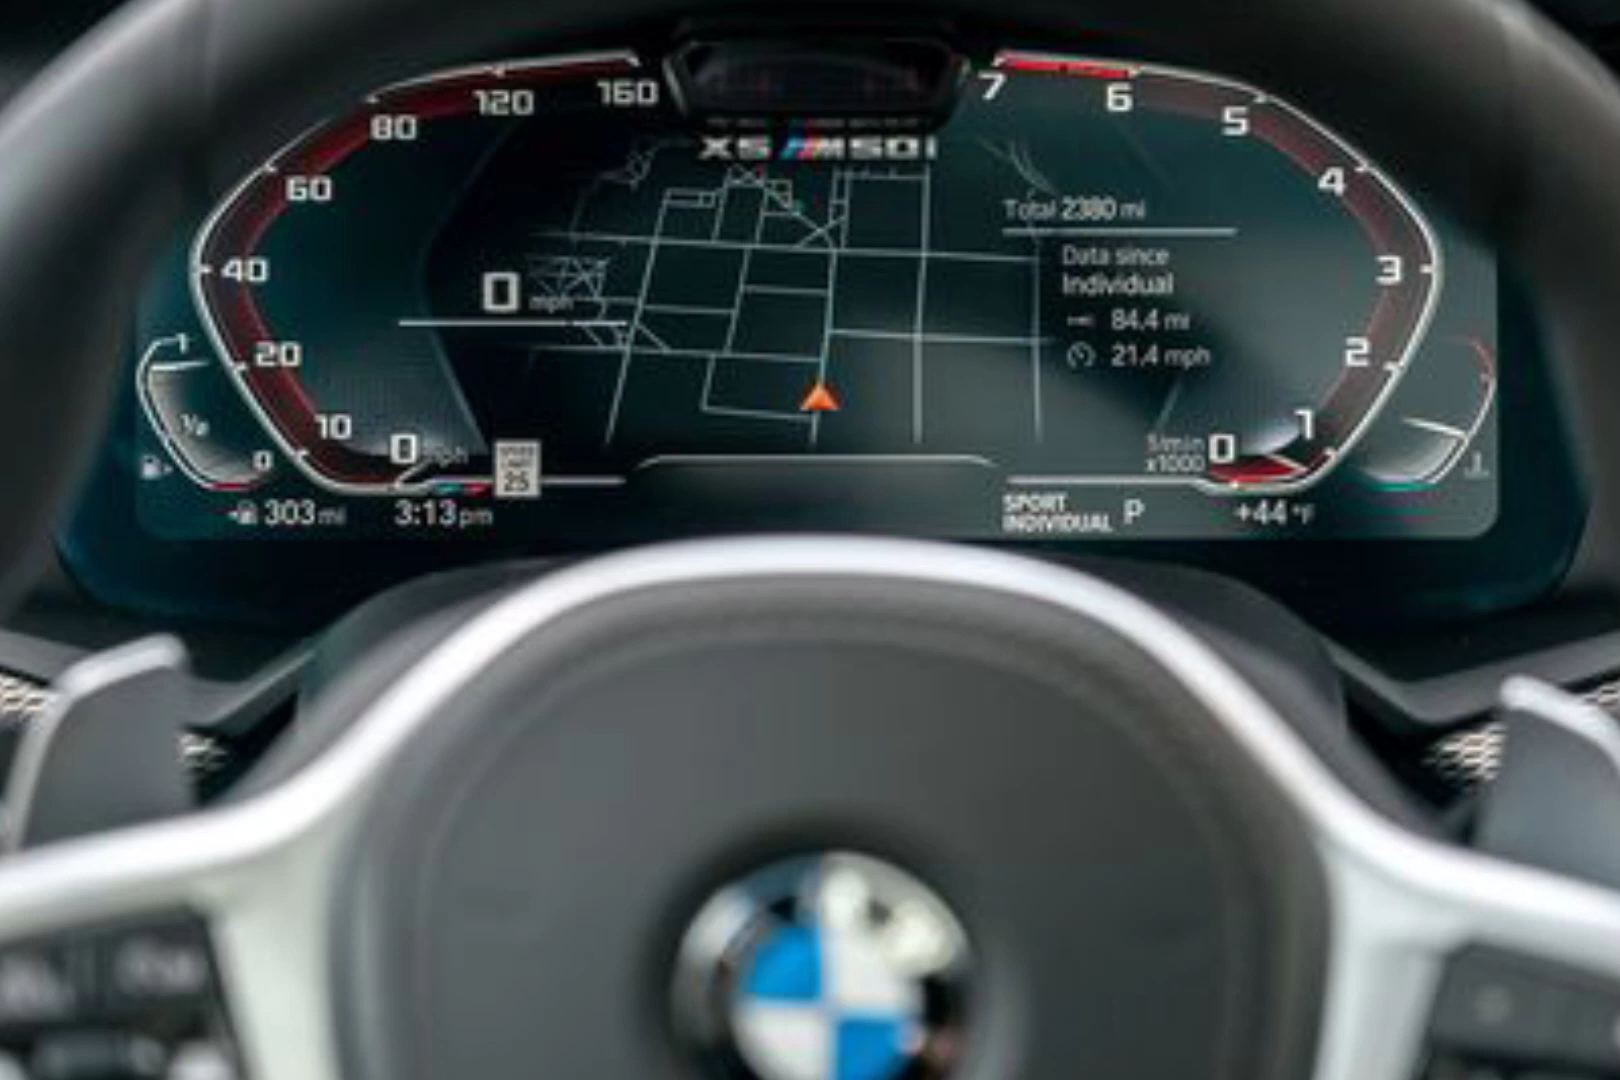 160
120
80
60
40
20
10
0 mph
1
½
0
303 mi
3:13 pm
0 mph
X5 M50i
Total 2380 mi
Data since
Individual
84.4 mi
21.4 mph
7
6
5
4
3
2
1
0
1/min
x1000
SPORT
INDIVIDUAL
P
+44 °F